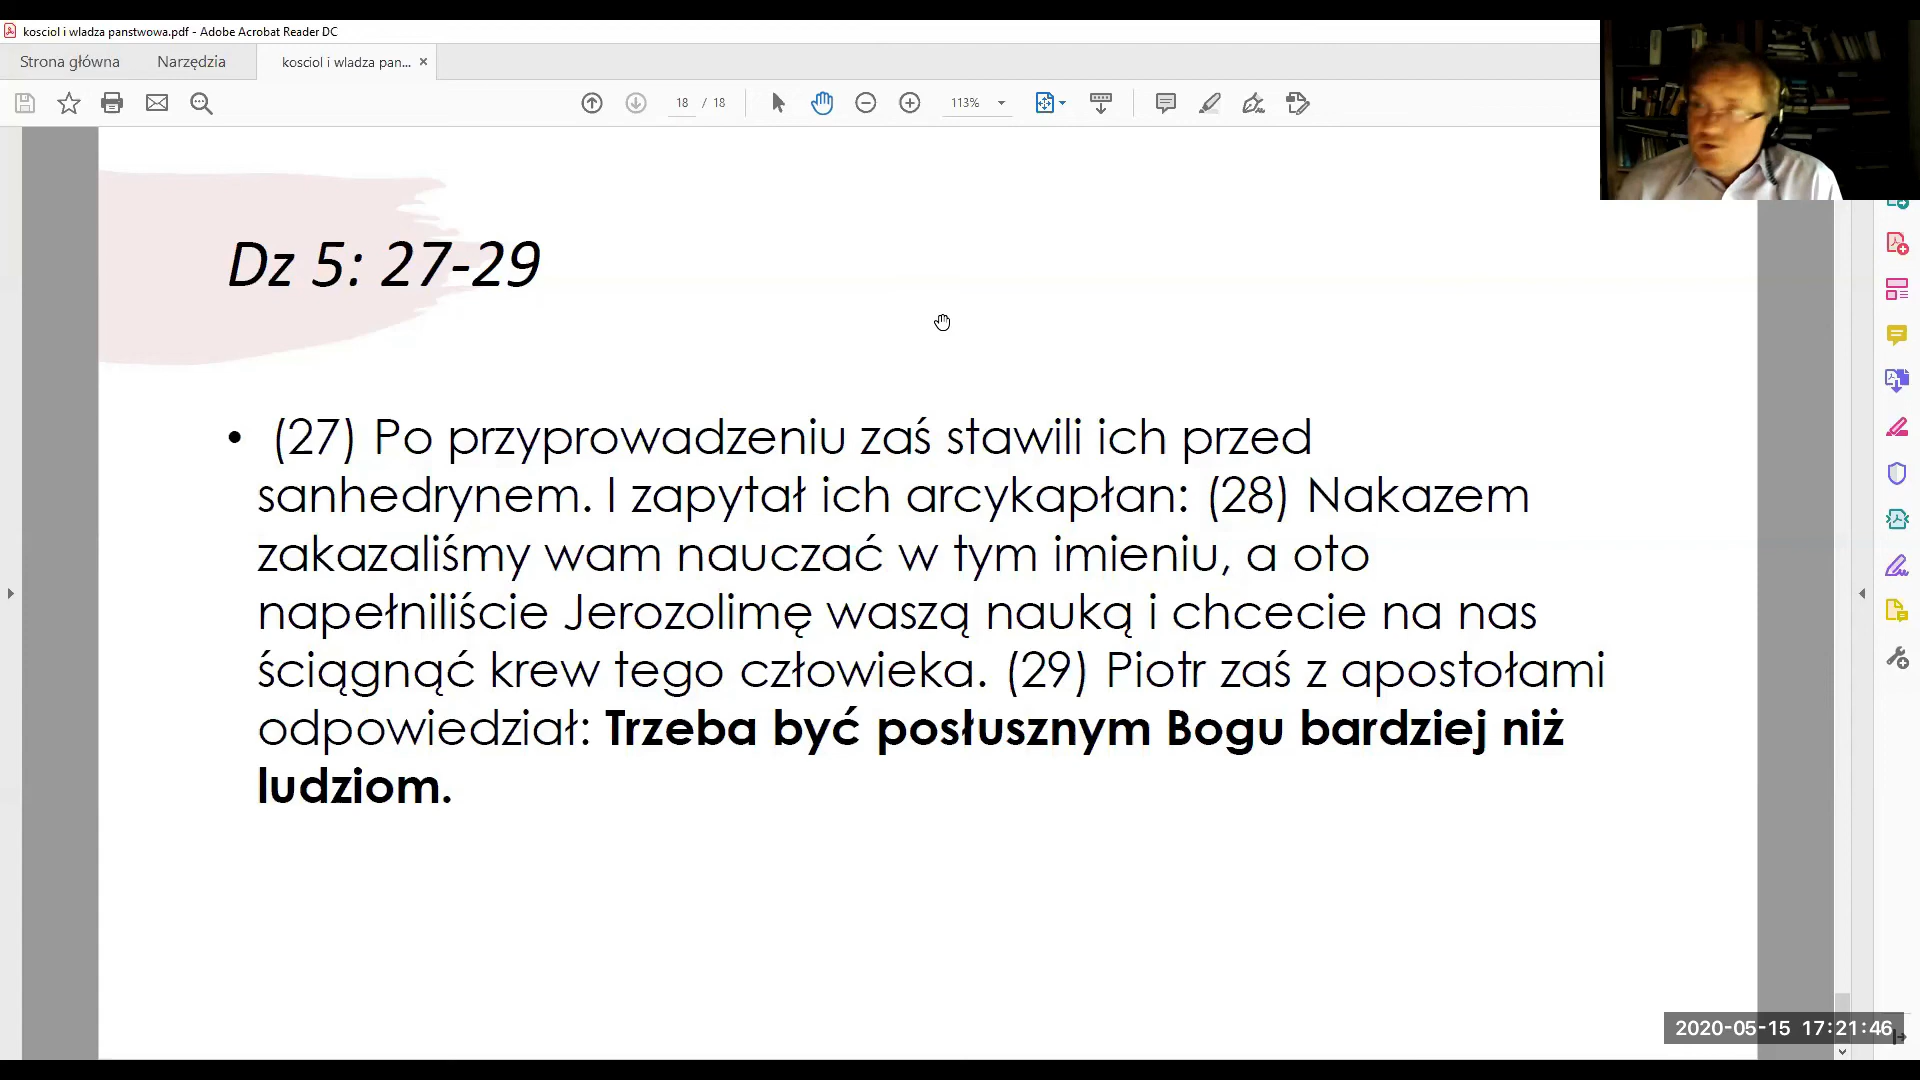 kosciol i wladza panstwowa.pdf - Adobe Acrobat Reader DC
Strona główna Narzędzia kosciol i wladza pan... ×
18 / 18 113%
Dz 5: 27-29
• (27) Po przyprowadzeniu zaś stawili ich przed
sanhedrynem. I zapytał ich arcykapłan: (28) Nakazem
zakazaliśmy wam nauczać w tym imieniu, a oto
napełniliście Jerozolimę waszą nauką i chcecie na nas
ściągnąć krew tego człowieka. (29) Piotr zaś z apostołami
odpowiedział: Trzeba być posłusznym Bogu bardziej niż
ludziom.
2020-05-15 17:21:46